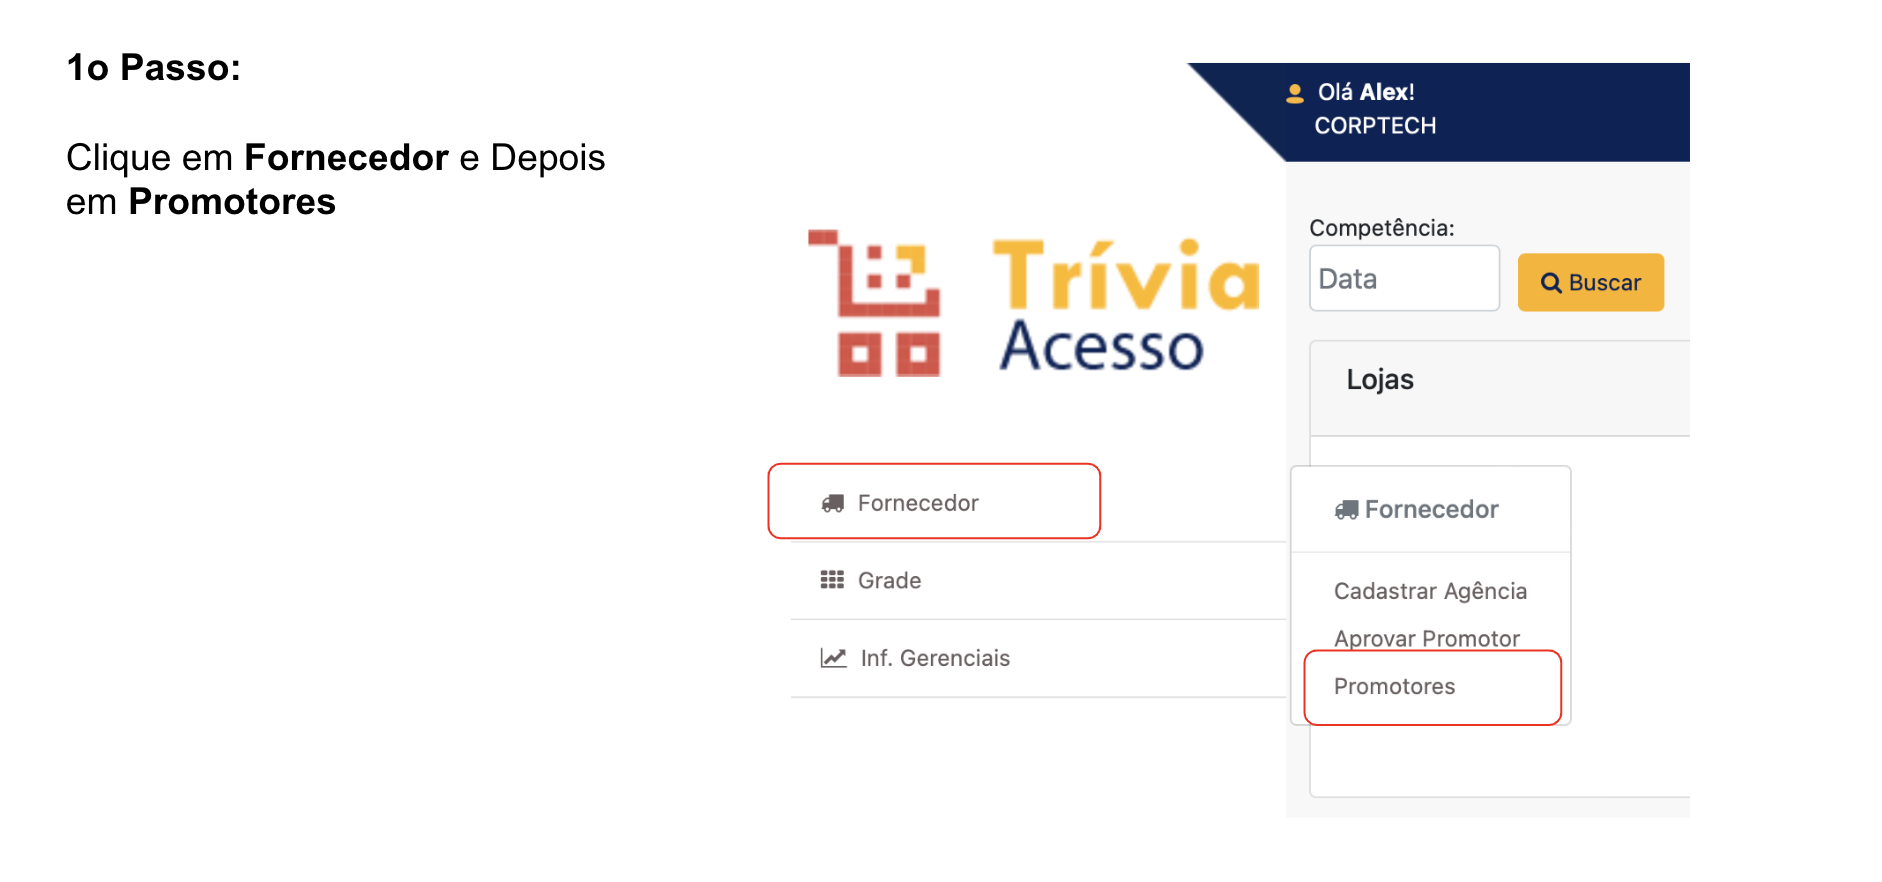 1o Passo:
Clique em Fornecedor e Depois
em Promotores
Olá Alex!
CORPTECH
Trívia
Acesso
Competência:
Data
Buscar
Lojas
Fornecedor
Grade
Inf. Gerenciais
Fornecedor
Cadastrar Agência
Aprovar Promotor
Promotores